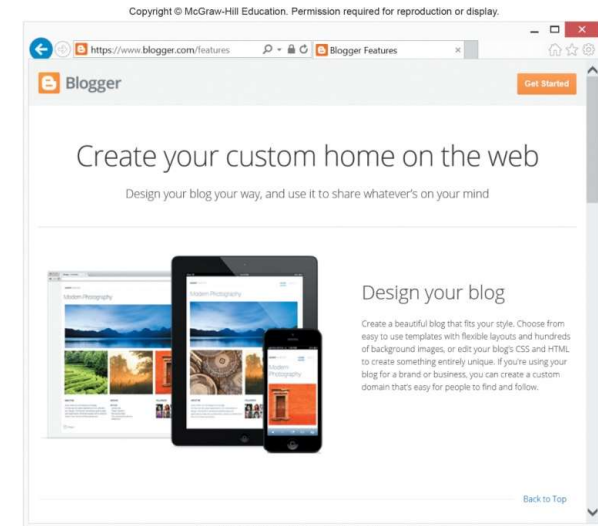 Copyright © McGraw-Hill Education. Permission required for reproduction or display.
https://www.blogger.com/features
Blogger Features
Blogger
Get Started
Create your custom home on the web
Design your blog your way, and use it to share whatever's on your mind
Modern Photography
Modern Photography
Modern
Photography
Design your blog
Create a beautiful blog that fits your style. Choose from
easy to use templates with flexible layouts and hundreds
of background images, or edit your blog's CSS and HTML
to create something entirely unique. If you're using your
blog for a brand or business, you can create a custom
domain that's easy for people to find and follow.
Back to Top